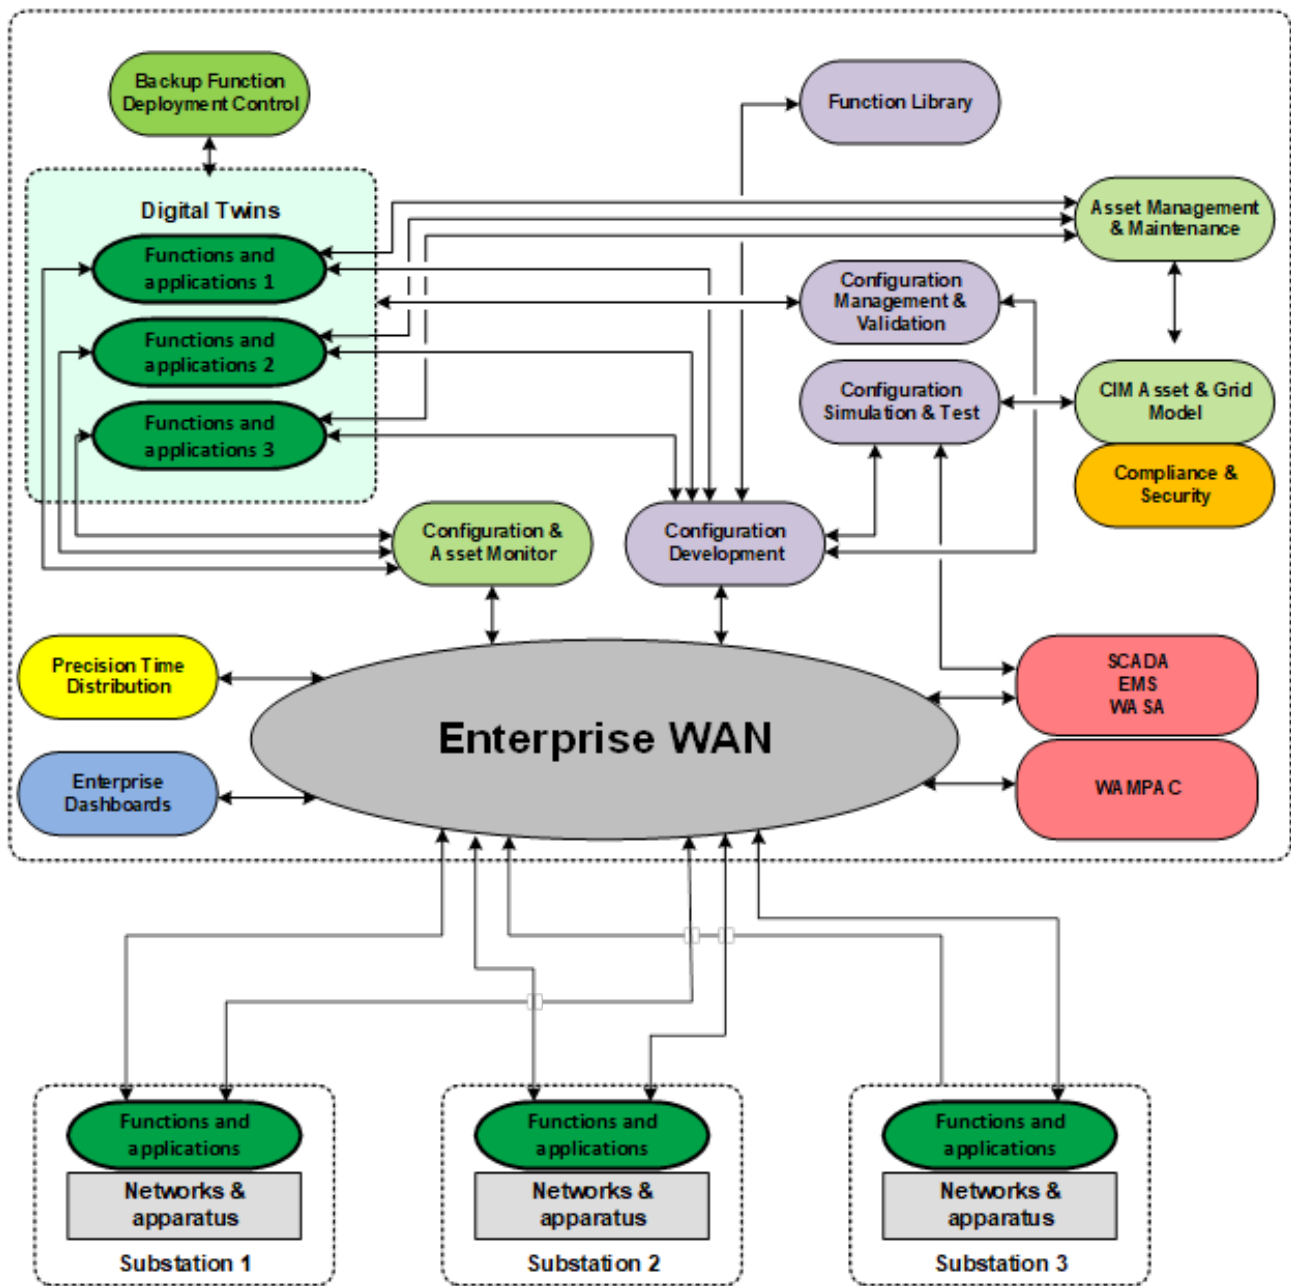 Backup Function
Deployment Control
Function Library
Digital Twins
Asset Management
& Maintenance
Functions and
applications 1
Configuration
Management &
Validation
Functions and
applications 2
Configuration
Simulation & Test
CIM Asset & Grid
Model
Functions and
applications 3
Compliance &
Security
Configuration &
Asset Monitor
Configuration
Development
Precision Time
Distribution
SCADA
EMS
WASA
Enterprise WAN
Enterprise
Dashboards
WAMPAC
Functions and
applications
Networks &
apparatus
Substation 1
Functions and
applications
Networks &
apparatus
Substation 2
Functions and
applications
Networks &
apparatus
Substation 3